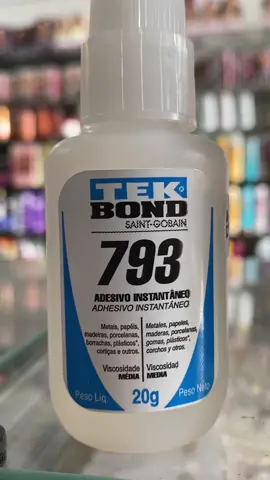 TEK
BOND
SAINT-GOBAIN
793
ADESIVO INSTANTÂNEO
ADHESIVO INSTANTÁNEO
Metais, papéis,
madeiras, porcelanas,
borrachas, plásticos*,
cortiças e outros.
Metales, papeles,
maderas, porcelanas,
gomas, plásticos*,
corchos y otros.
Viscosidade
MÉDIA
Viscosidad
MEDIA
Peso Líq.
20g
Peso Neto